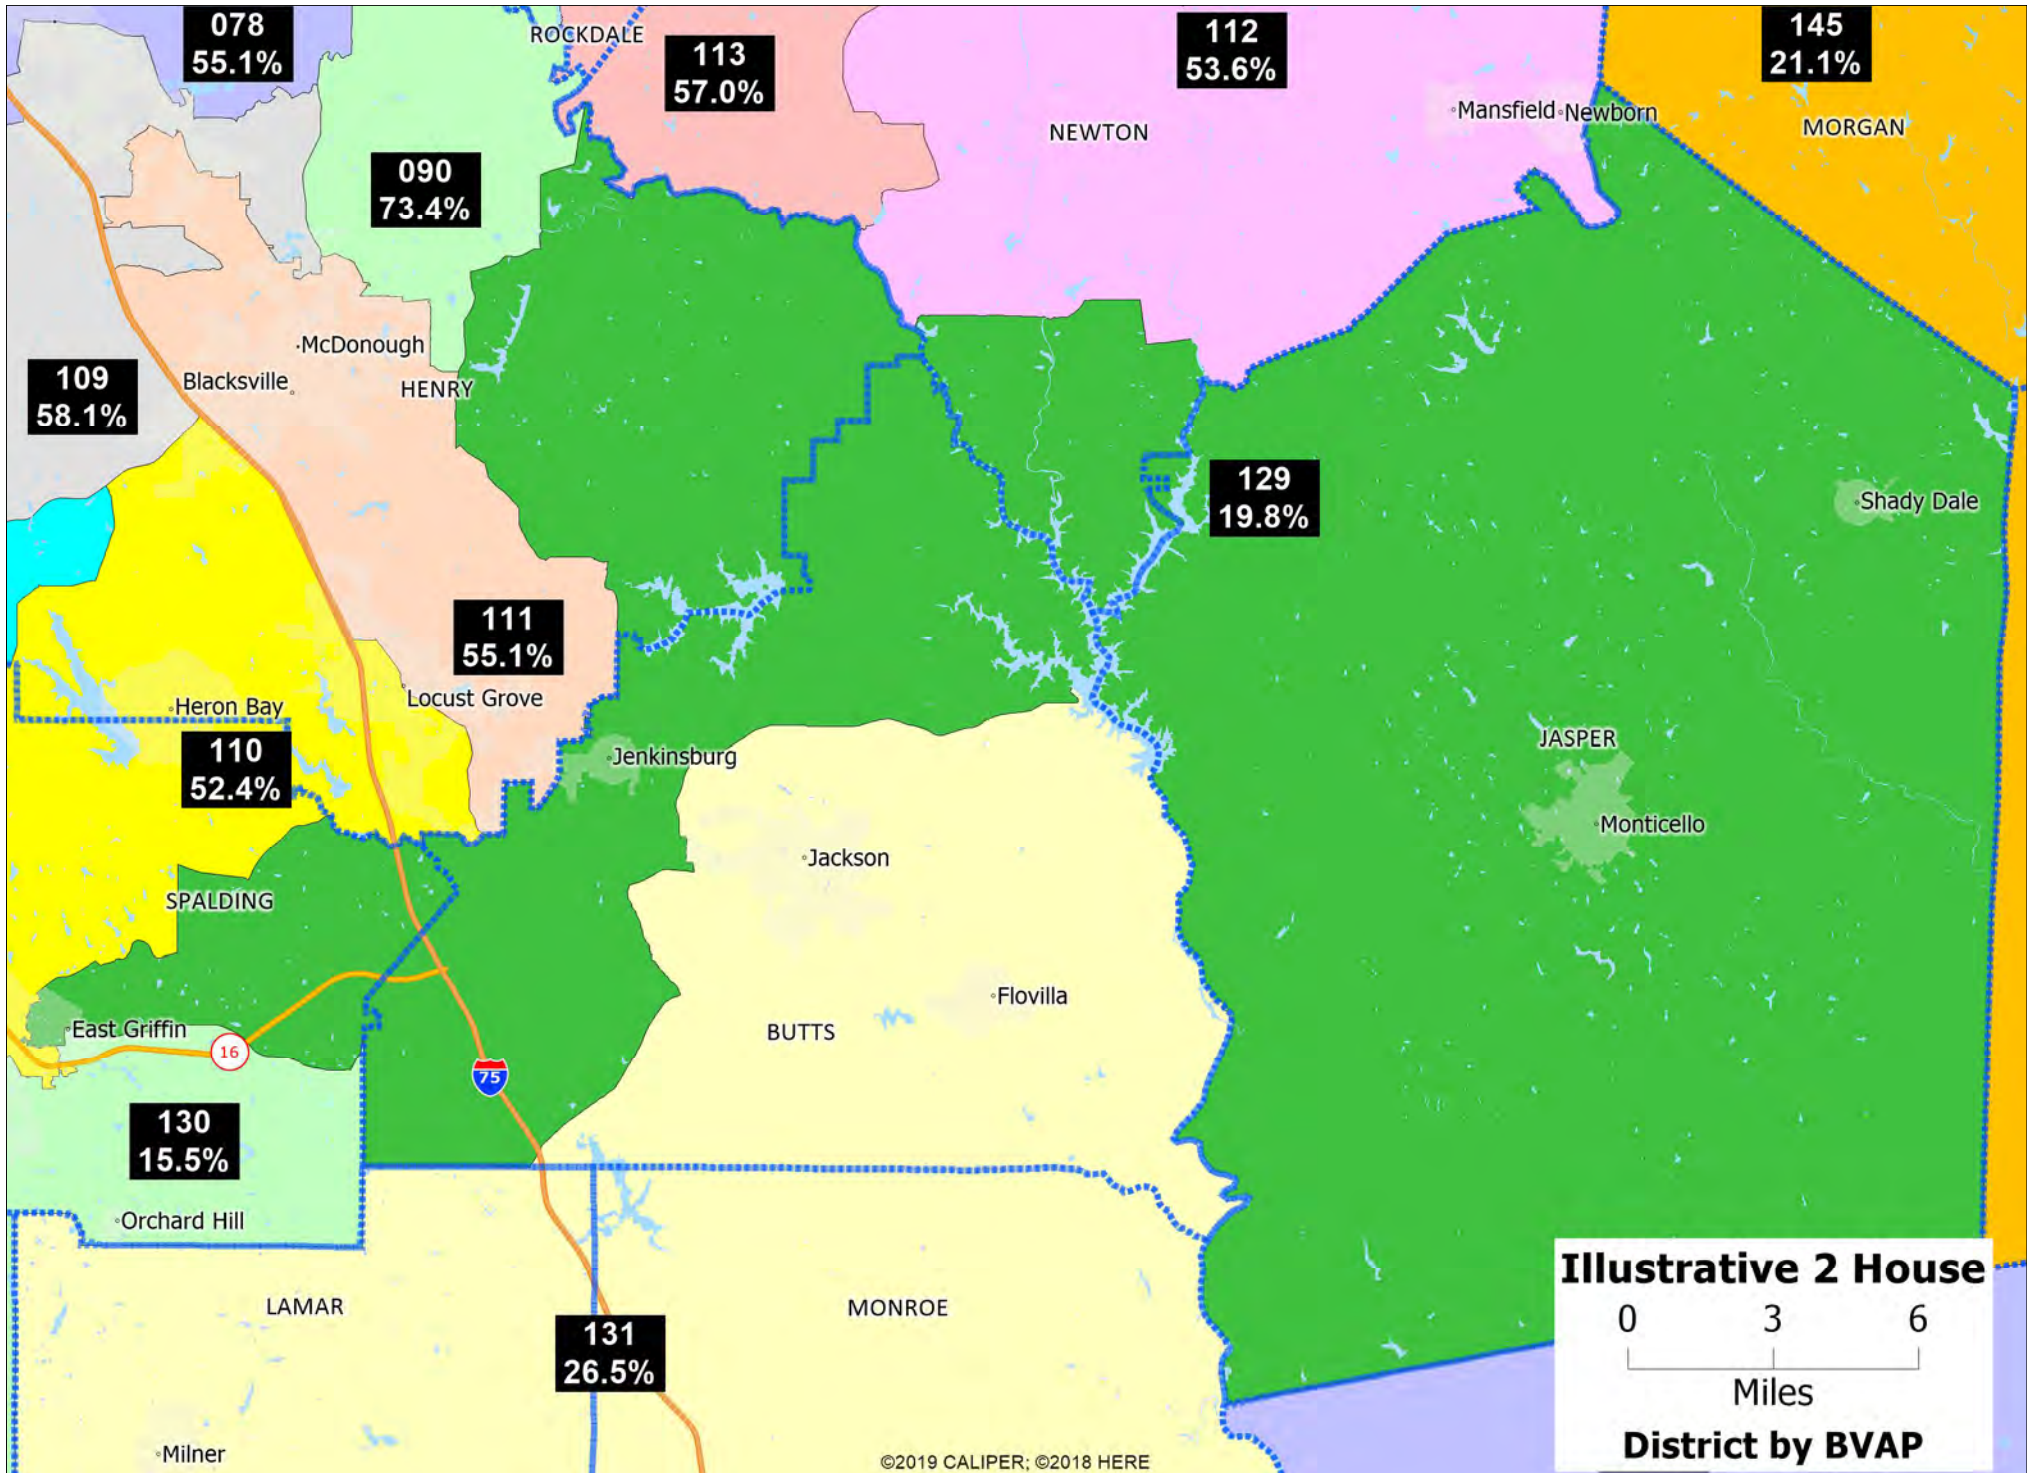 078
55.1%
ROCKDALE
113
57.0%
112
53.6%
145
21.1%
Mansfield
Newborn
MORGAN
NEWTON
090
73.4%
McDonough
Blacksville
HENRY
109
58.1%
129
19.8%
Shady Dale
111
55.1%
Locust Grove
Heron Bay
110
52.4%
Jenkinsburg
JASPER
Monticello
Jackson
SPALDING
Flovilla
BUTTS
East Griffin
16
75
130
15.5%
Orchard Hill
LAMAR
MONROE
131
26.5%
Milner
Illustrative 2 House
0 3 6
Miles
District by BVAP
©2019 CALIPER; ©2018 HERE